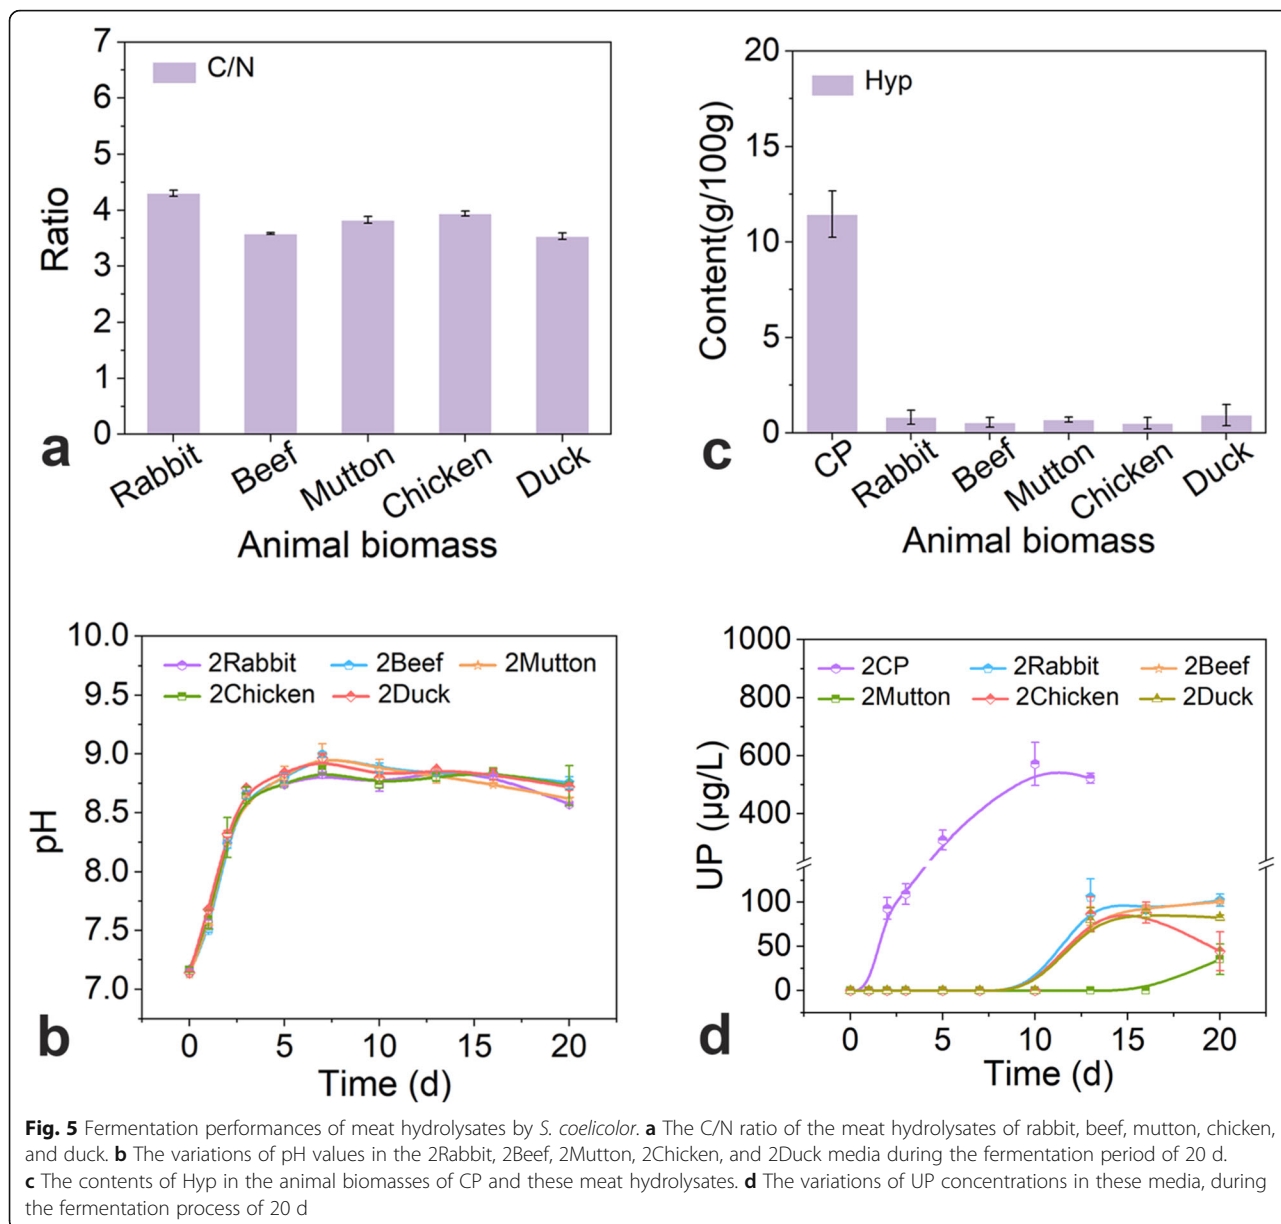 7
6
5
4
3
2
1
0
Ratio
C/N
a
Rabbit
Beef
Mutton
Chicken
Duck
Animal biomass
20
15
10
5
0
Content(g/100g)
Hyp
c
CP
Rabbit
Beef
Mutton
Chicken
Duck
Animal biomass
10.0
9.5
9.0
8.5
8.0
7.5
7.0
pH
2Rabbit 2Beef 2Mutton
2Chicken 2Duck
b
0 5 10 15 20
Time (d)
1000
800
600
400
100
50
0
UP (µg/L)
2CP 2Rabbit 2Beef
2Mutton 2Chicken 2Duck
d
0 5 10 15 20
Time (d)
Fig. 5 Fermentation performances of meat hydrolysates by S. coelicolor. a The C/N ratio of the meat hydrolysates of rabbit, beef, mutton, chicken,
and duck. b The variations of pH values in the 2Rabbit, 2Beef, 2Mutton, 2Chicken, and 2Duck media during the fermentation period of 20 d.
c The contents of Hyp in the animal biomasses of CP and these meat hydrolysates. d The variations of UP concentrations in these media, during
the fermentation process of 20 d